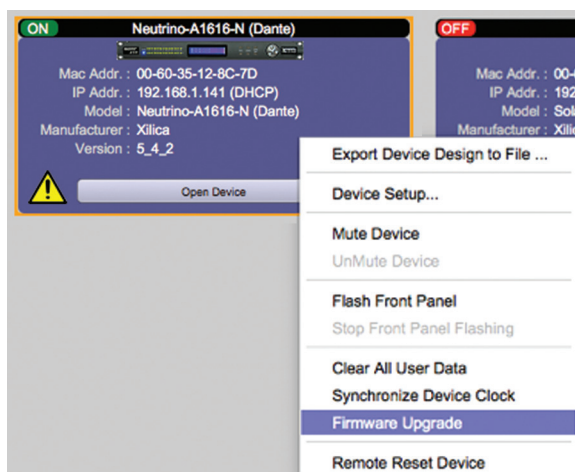 ON
Neutrino-A1616-N (Dante)
Mac Addr. : 00-60-35-12-8C-7D
IP Addr. : 192.168.1.141 (DHCP)
Model : Neutrino-A1616-N (Dante)
Manufacturer : Xilica
Version : 5_4_2
Open Device
OFF
Mac Addr. : 00-
IP Addr. : 192
Model : Sola
Manufacturer : Xilic
Export Device Design to File ...
Device Setup...
Mute Device
UnMute Device
Flash Front Panel
Stop Front Panel Flashing
Clear All User Data
Synchronize Device Clock
Firmware Upgrade
Remote Reset Device